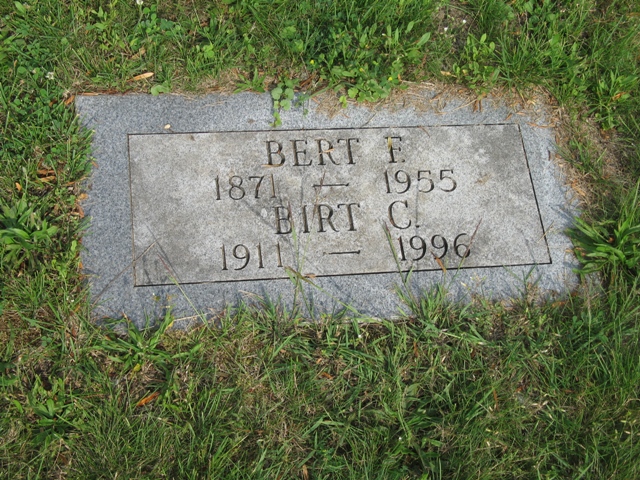 BERT F.
1871 — 1955
BIRT C.
1911 — 1996